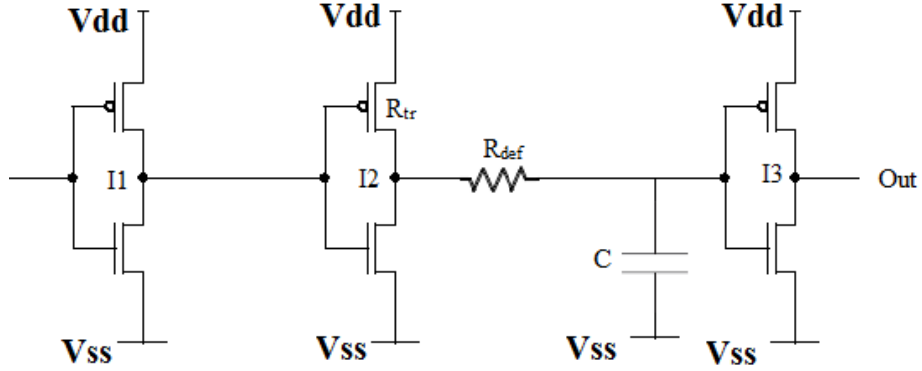 Vdd Vdd Vdd
Rtr
Rdef
I1 I2 I3 Out
C
Vss Vss Vss Vss